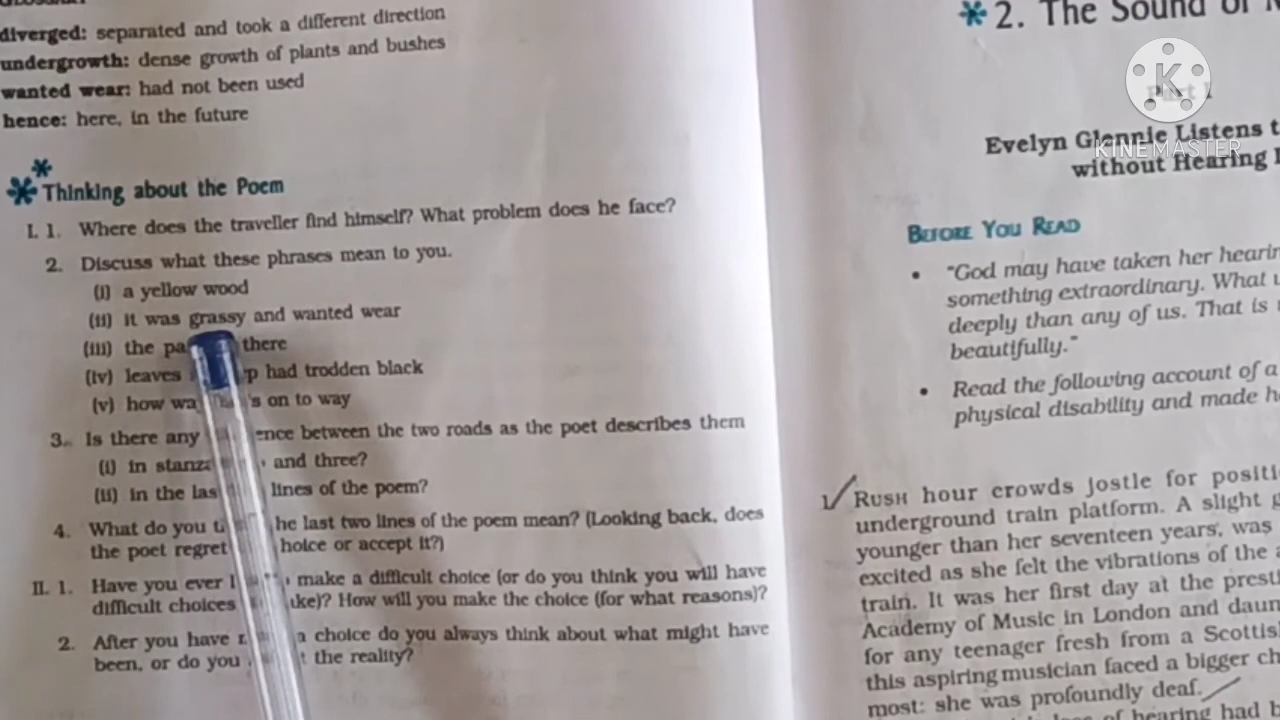 diverged: separated and took a different direction
undergrowth: dense growth of plants and bushes
wanted wear: had not been used
hence: here, in the future
Thinking about the Poem
I. 1. Where does the traveller find himself? What problem does he face?
2. Discuss what these phrases mean to you.
(i) a yellow wood
(ii) it was grassy and wanted wear
(iii) the pa there
(iv) leaves p had trodden black
(v) how wa s on to way
3. Is there any ence between the two roads as the poet describes them
(i) in stanza and three?
(ii) in the las lines of the poem?
4. What do you t he last two lines of the poem mean? (Looking back, does
the poet regret hoice or accept it?)
II. 1. Have you ever make a difficult choice (or do you think you will have
difficult choices ke)? How will you make the choice (for what reasons)?
2. After you have a choice do you always think about what might have
been, or do you the reality?
2. The Sound of
Part I
K
KINEMASTER
Evelyn Glennie Listens t
without Hearing
BEFORE YOU READ
• "God may have taken her hearin
something extraordinary. What
deeply than any of us. That is
beautifully."
• Read the following account of a
physical disability and made h
1. RUSH hour crowds jostle for positi
underground train platform. A slight g
younger than her seventeen years, was
excited as she felt the vibrations of the a
train. It was her first day at the presti
Academy of Music in London and daun
for any teenager fresh from a Scottis
this aspiring musician faced a bigger ch
most: she was profoundly deaf.
of hearing had b